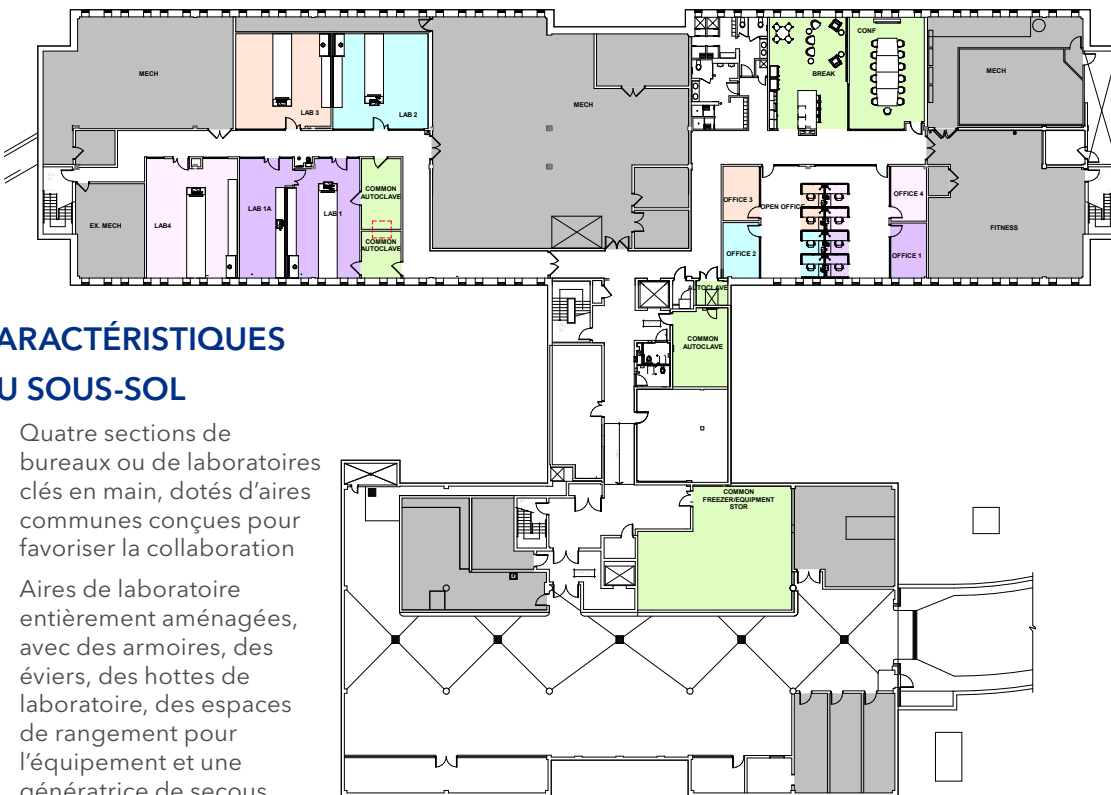 MECH
LAB 3
LAB 2
MECH
BREAK
CONF
MECH
EX. MECH
LAB4
LAB 1A
LAB 1
COMMON
AUTOCLAVE
COMMON
AUTOCLAVE
OFFICE 3
OPEN OFFICE
OFFICE 4
OFFICE 2
OFFICE 1
FITNESS
AUTOCLAVE
COMMON
AUTOCLAVE
COMMON
FREEZER/EQUIPMENT
STOR
ARACTÉRISTIQUES
U SOUS-SOL
Quatre sections de
bureaux ou de laboratoires
clés en main, dotés d’aires
communes conçues pour
favoriser la collaboration
Aires de laboratoire
entièrement aménagées,
avec des armoires, des
éviers, des hottes de
laboratoire, des espaces
de rangement pour
l’équipement et une
génératrice de secous